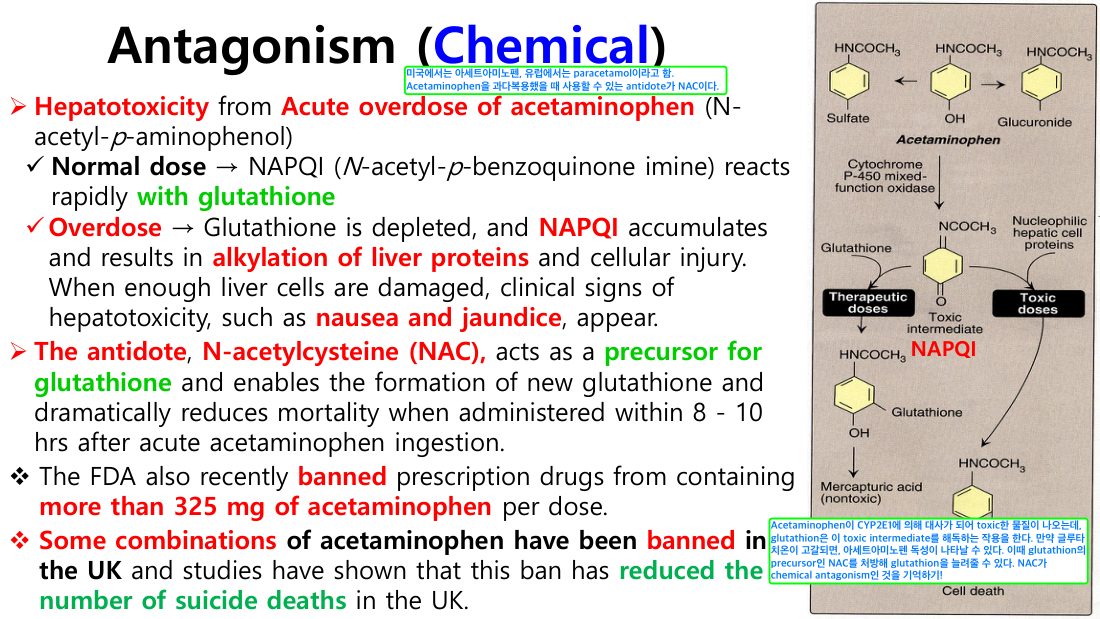 Antagonism (Chemical)
미국에서는 아세트아미노펜, 유럽에서는 paracetamol이라고 함.
Acetaminophen을 과다복용했을 때 사용할 수 있는 antidote가 NAC이다.
➢ Hepatotoxicity from Acute overdose of acetaminophen (N-
acetyl-p-aminophenol)
✓ Normal dose → NAPQI (N-acetyl-p-benzoquinone imine) reacts
rapidly with glutathione
✓ Overdose → Glutathione is depleted, and NAPQI accumulates
and results in alkylation of liver proteins and cellular injury.
When enough liver cells are damaged, clinical signs of
hepatotoxicity, such as nausea and jaundice, appear.
➢ The antidote, N-acetylcysteine (NAC), acts as a precursor for
glutathione and enables the formation of new glutathione and
dramatically reduces mortality when administered within 8 - 10
hrs after acute acetaminophen ingestion.
❖ The FDA also recently banned prescription drugs from containing
more than 325 mg of acetaminophen per dose.
❖ Some combinations of acetaminophen have been banned in
the UK and studies have shown that this ban has reduced the
number of suicide deaths in the UK.
HNCOCH3 HNCOCH3 HNCOCH3
OH
Sulfate Glucuronide
Acetaminophen
Cytochrome
P-450 mixed-
function oxidase
NCOCH3
Nucleophilic
hepatic cell
proteins
Glutathione
O
Therapeutic
doses
Toxic
doses
Toxic
intermediate
NAPQI
HNCOCH3
Glutathione
OH
HNCOCH3
Mercapturic acid
(nontoxic)
Acetaminophen이 CYP2E1에 의해 대사가 되어 toxic한 물질이 나오는데,
glutathion은 이 toxic intermediate를 해독하는 작용을 한다. 만약 글루타
치온이 고갈되면, 아세트아미노펜 독성이 나타날 수 있다. 이때 glutathion의
precursor인 NAC를 처방해 glutathion을 늘려줄 수 있다. NAC가
chemical antagonism인 것을 기억하기!
Cell death